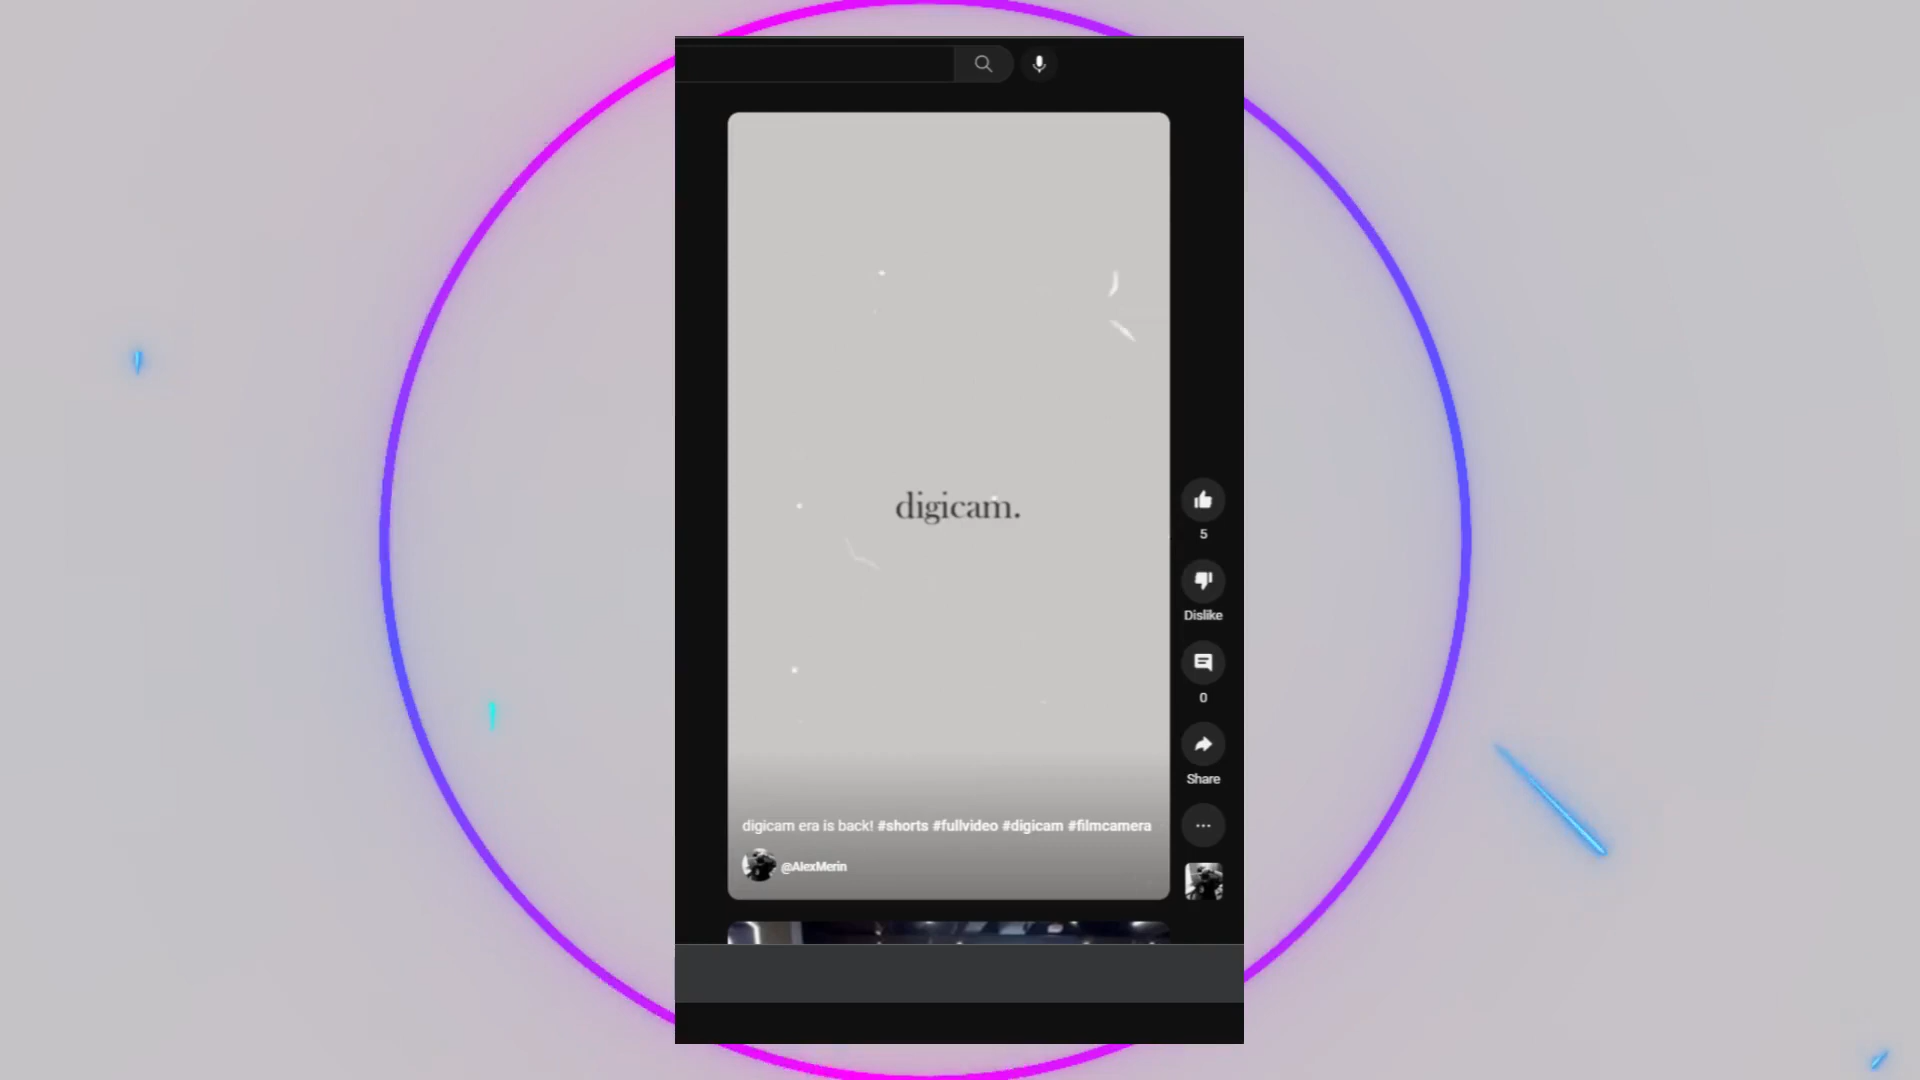 digicam.
5
Dislike
0
Share
digicam era is back! #shorts #fullvideo #digicam #filmcamera
@AlexMerin